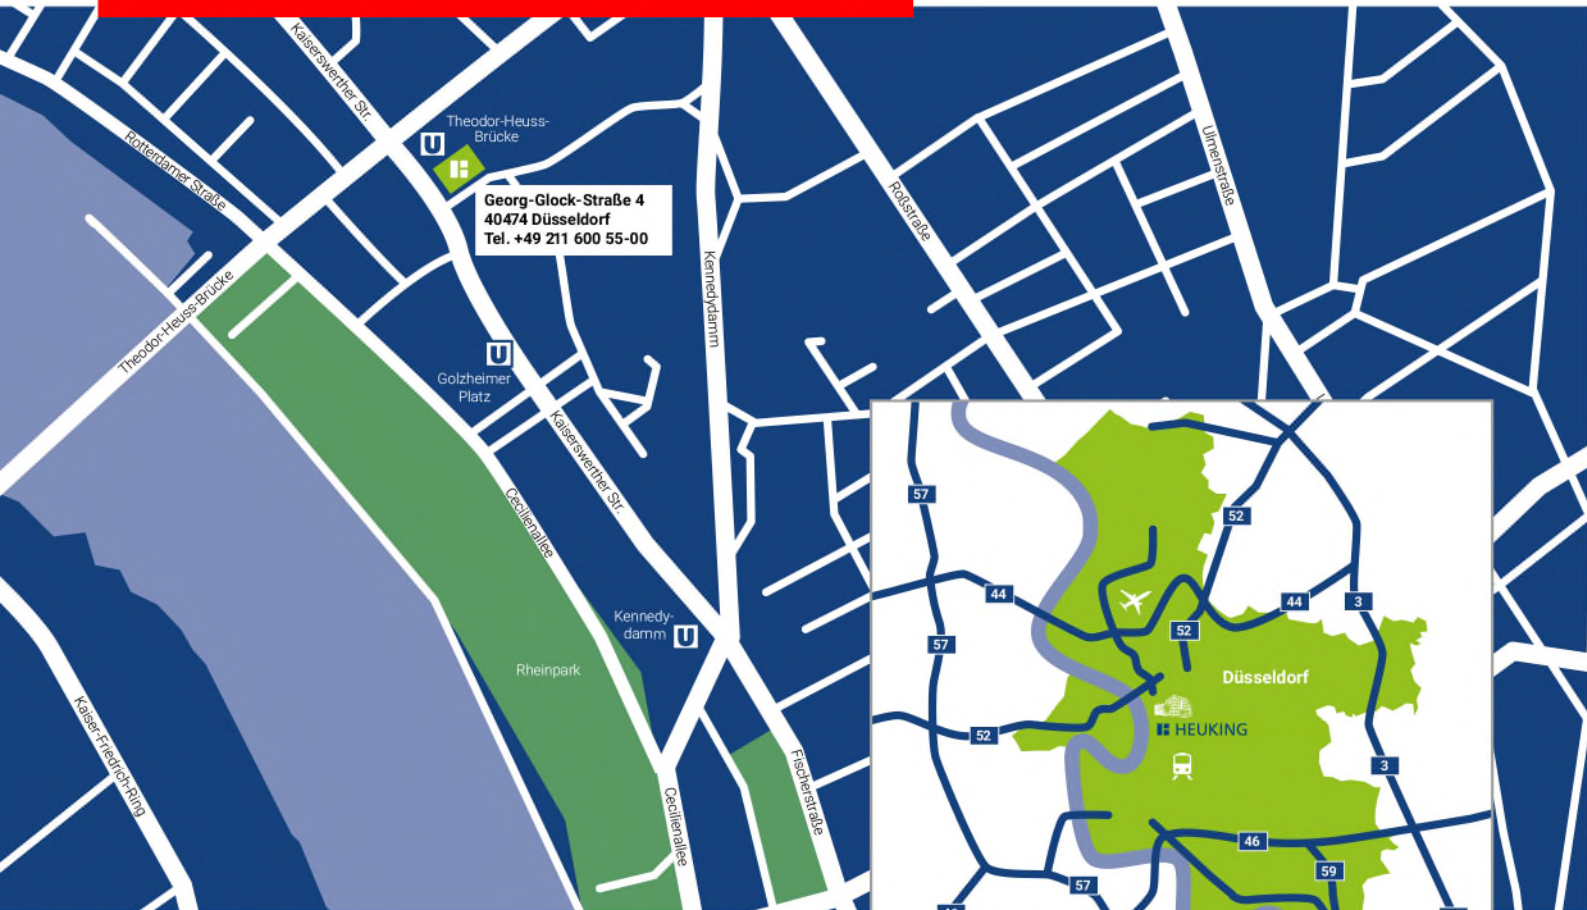 Kaiserswerther Str.
Theodor-Heuss-
Brücke
U
Rotterdamer Straße
Georg-Glock-Straße 4
40474 Düsseldorf
Tel. +49 211 600 55-00
Ulmenstraße
Roßstraße
Kennedydamm
Theodor-Heuss-Brücke
U
Golzheimer
Platz
Kaiserswerther Str.
Cecilienallee
Kennedy-
damm
U
Rheinpark
Kaiser-Friedrich-Ring
Cecilienallee
Fischerstraße
57
52
44
44
3
52
57
Düsseldorf
52
HEUKING
3
46
59
57